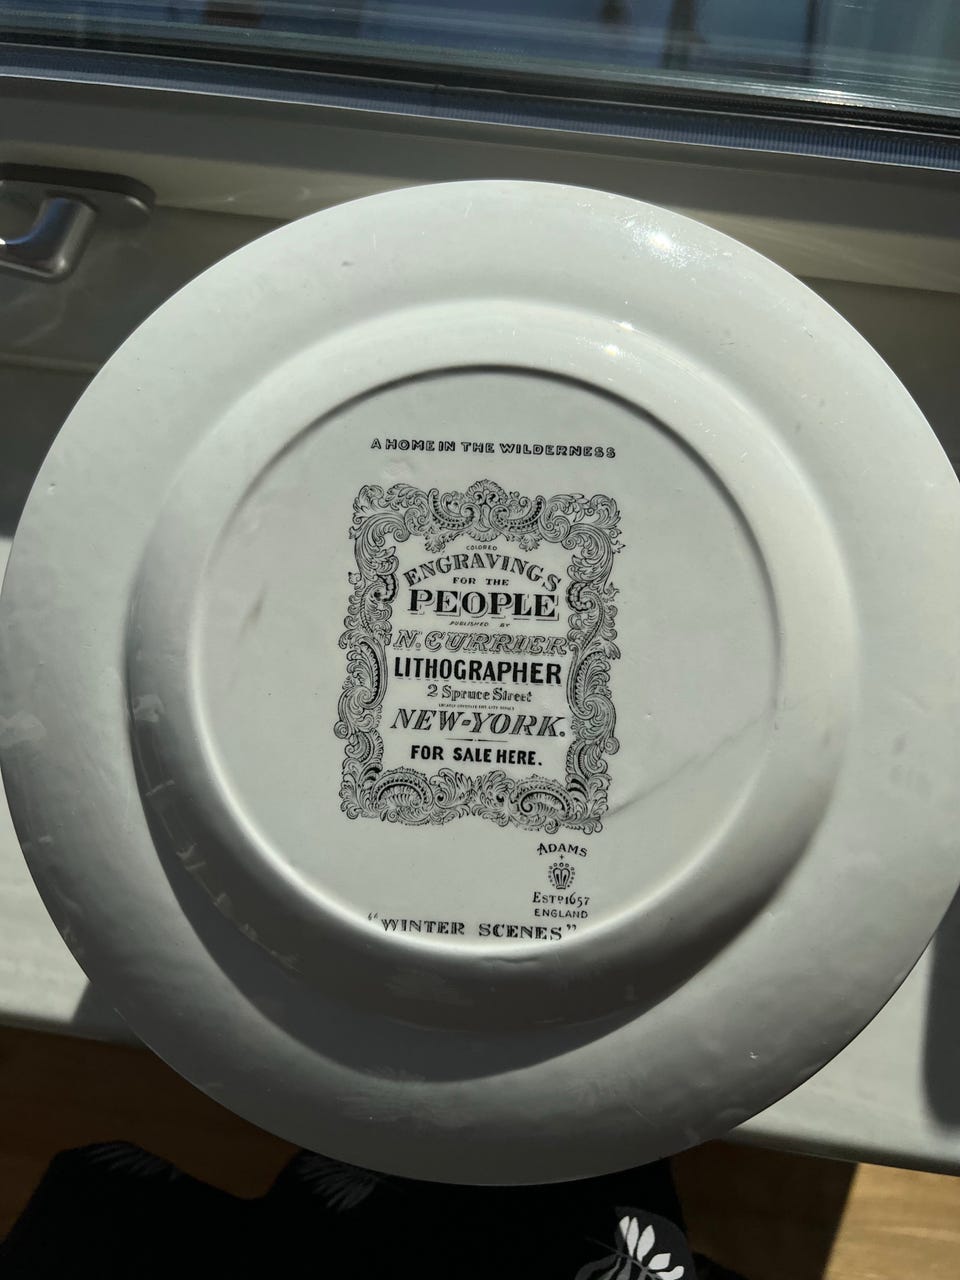 A HOME IN THE WILDERNESS
COLORED
ENGRAVINGS
FOR THE
PEOPLE
PUBLISHED BY
N. CURRIER
LITHOGRAPHER
2 Spruce Street
NEW-YORK.
FOR SALE HERE.
ADAMS
ESTD 1657
ENGLAND
"WINTER SCENES"